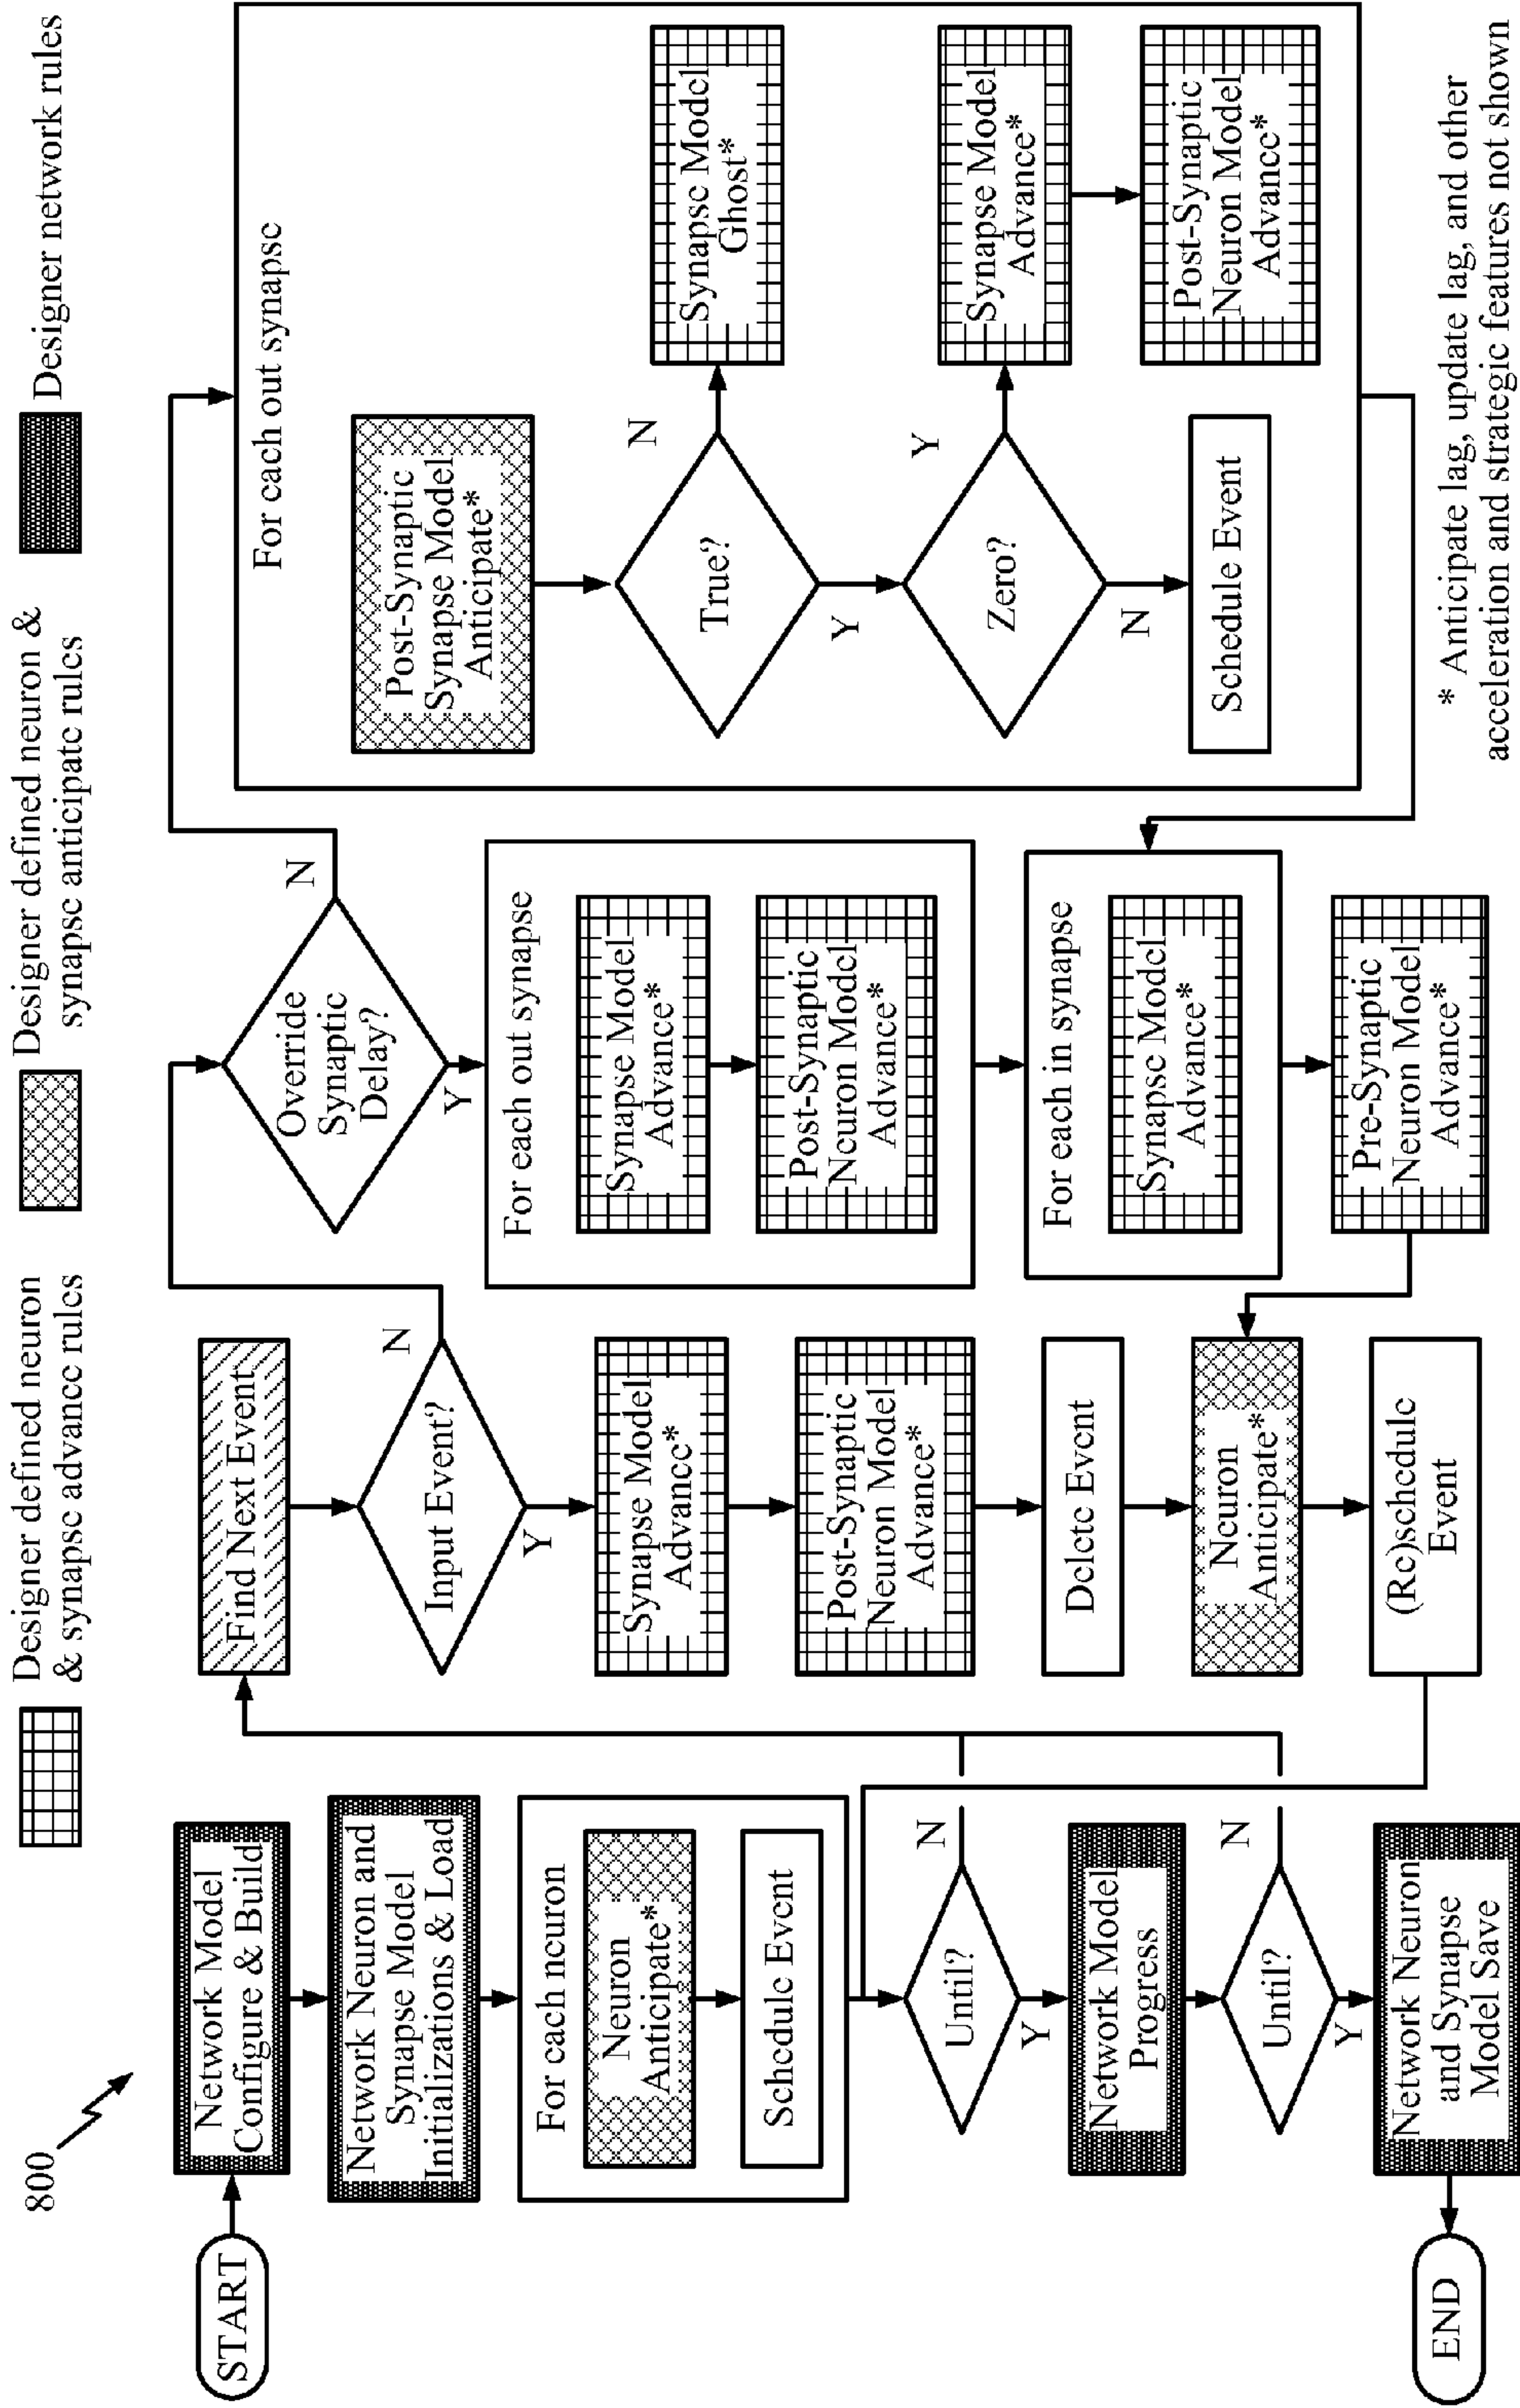 800
Designer defined neuron
& synapse advance rules
Designer defined neuron &
synapse anticipate rules
Designer network rules
START
Network Model
Configure & Build
Network Neuron and
Synapse Model
Initializations & Load
For each neuron
Neuron
Anticipate*
Schedule Event
Until?
N
Y
Network Model
Progress
Until?
N
Y
Network Neuron
and Synapse
Model Save
END
Find Next Event
Input Event?
N
Y
Synapse Model
Advance*
Post-Synaptic
Neuron Model
Advance*
Delete Event
Neuron
Anticipate*
(Re)schedule
Event
Override
Synaptic
Delay?
N
Y
For each out synapse
Synapse Model
Advance*
Post-Synaptic
Neuron Model
Advance*
For each in synapse
Synapse Model
Advance*
Pre-Synaptic
Neuron Model
Advance*
For each out synapse
Post-Synaptic
Synapse Model
Anticipate*
True?
N
Y
Synapse Model
Ghost*
Zero?
Y
N
Synapse Model
Advance*
Post-Synaptic
Neuron Model
Advance*
Schedule Event
* Anticipate lag, update lag, and other
acceleration and strategic features not shown